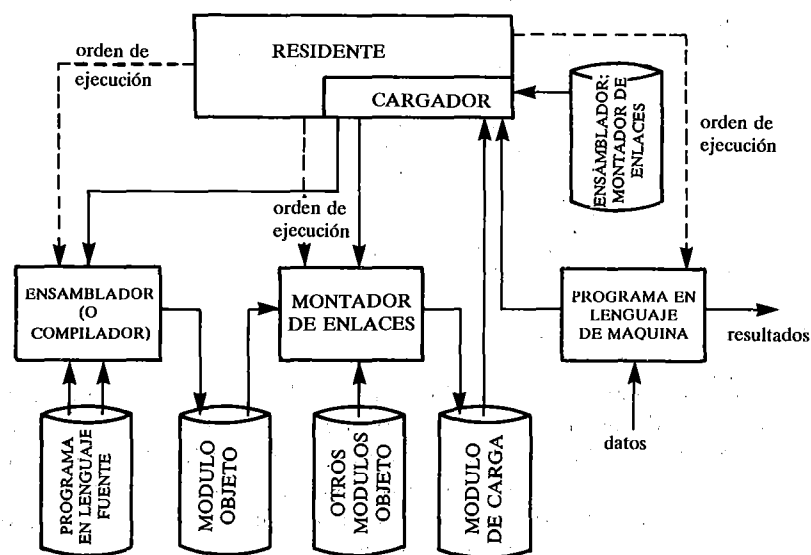 orden de
ejecución
RESIDENTE
CARGADOR
ENSAMBLADOR;
MONTADOR DE
ENLACES
orden de
ejecución
orden de
ejecución
ENSAMBLADOR
(O
COMPILADOR)
MONTADOR
DE ENLACES
PROGRAMA EN
LENGUAJE
DE MAQUINA
resultados
datos
PROGRAMA
EN LENGUAJE
FUENTE
MODULO
OBJETO
OTROS
MODULOS
OBJETO
MODULO
DE CARGA